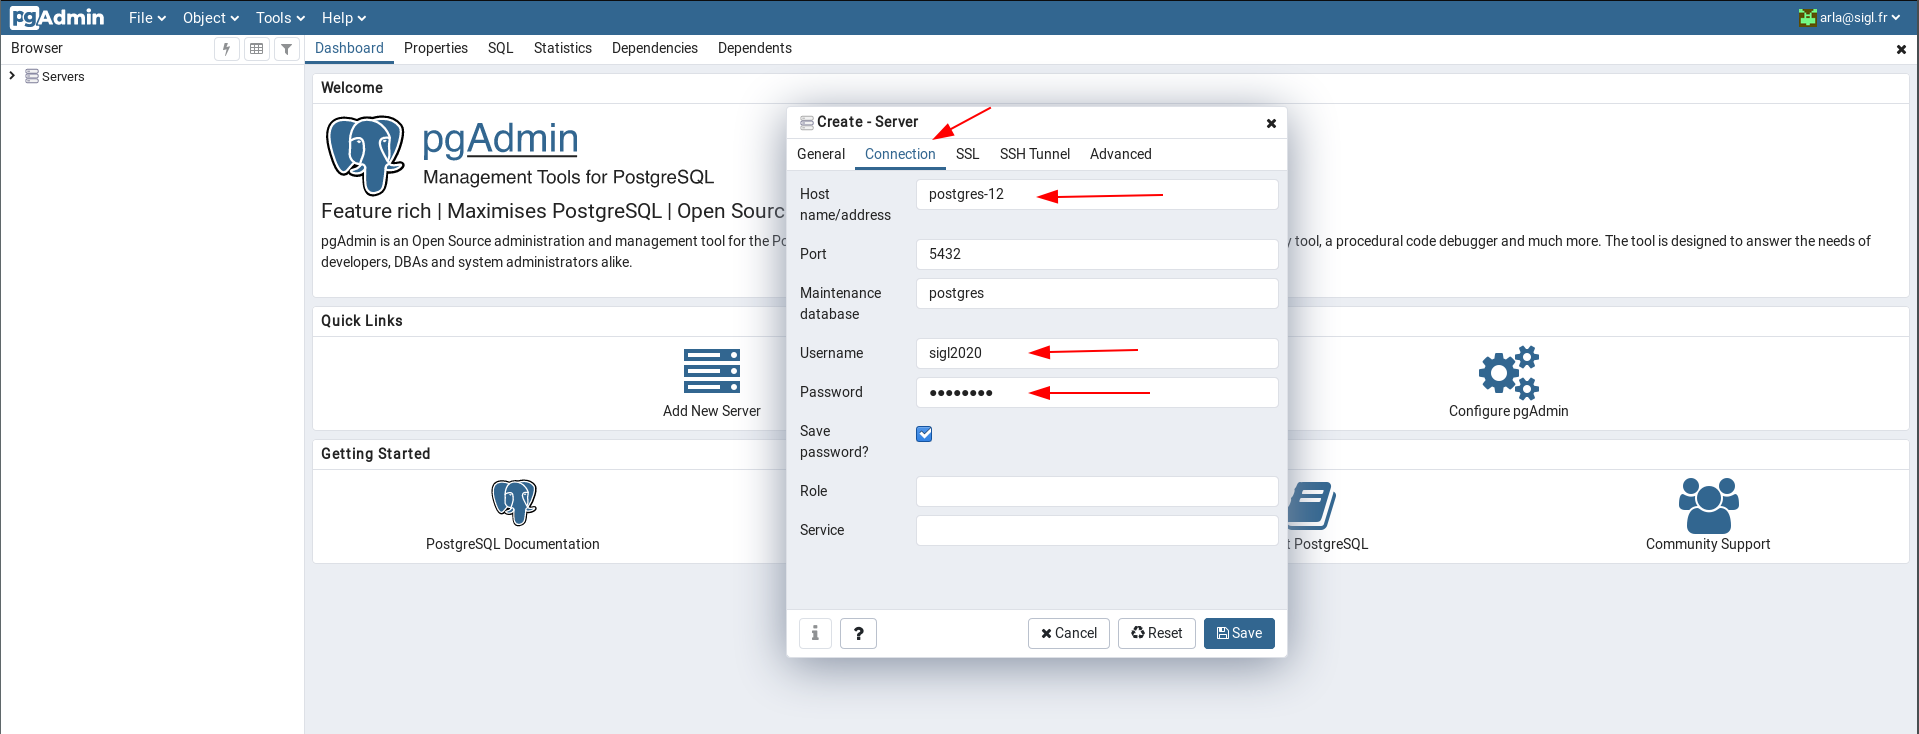 pgAdmin File Object Tools Help arla@sigl.fr
Browser Dashboard Properties SQL Statistics Dependencies Dependents
Servers
Welcome
pgAdmin
Management Tools for PostgreSQL
Feature rich | Maximises PostgreSQL | Open Sourc
pgAdmin is an Open Source administration and management tool for the Po
tool, a procedural code debugger and much more. The tool is designed to answer the needs of
developers, DBAs and system administrators alike.
Quick Links
Add New Server
Configure pgAdmin
Getting Started
PostgreSQL Documentation
t PostgreSQL
Community Support
Create - Server
General Connection SSL SSH Tunnel Advanced
Host
name/address
postgres-12
Port
5432
Maintenance
database
postgres
Username
sigl2020
Password
••••••••
Save
password?
Role
Service
i ? Cancel Reset Save